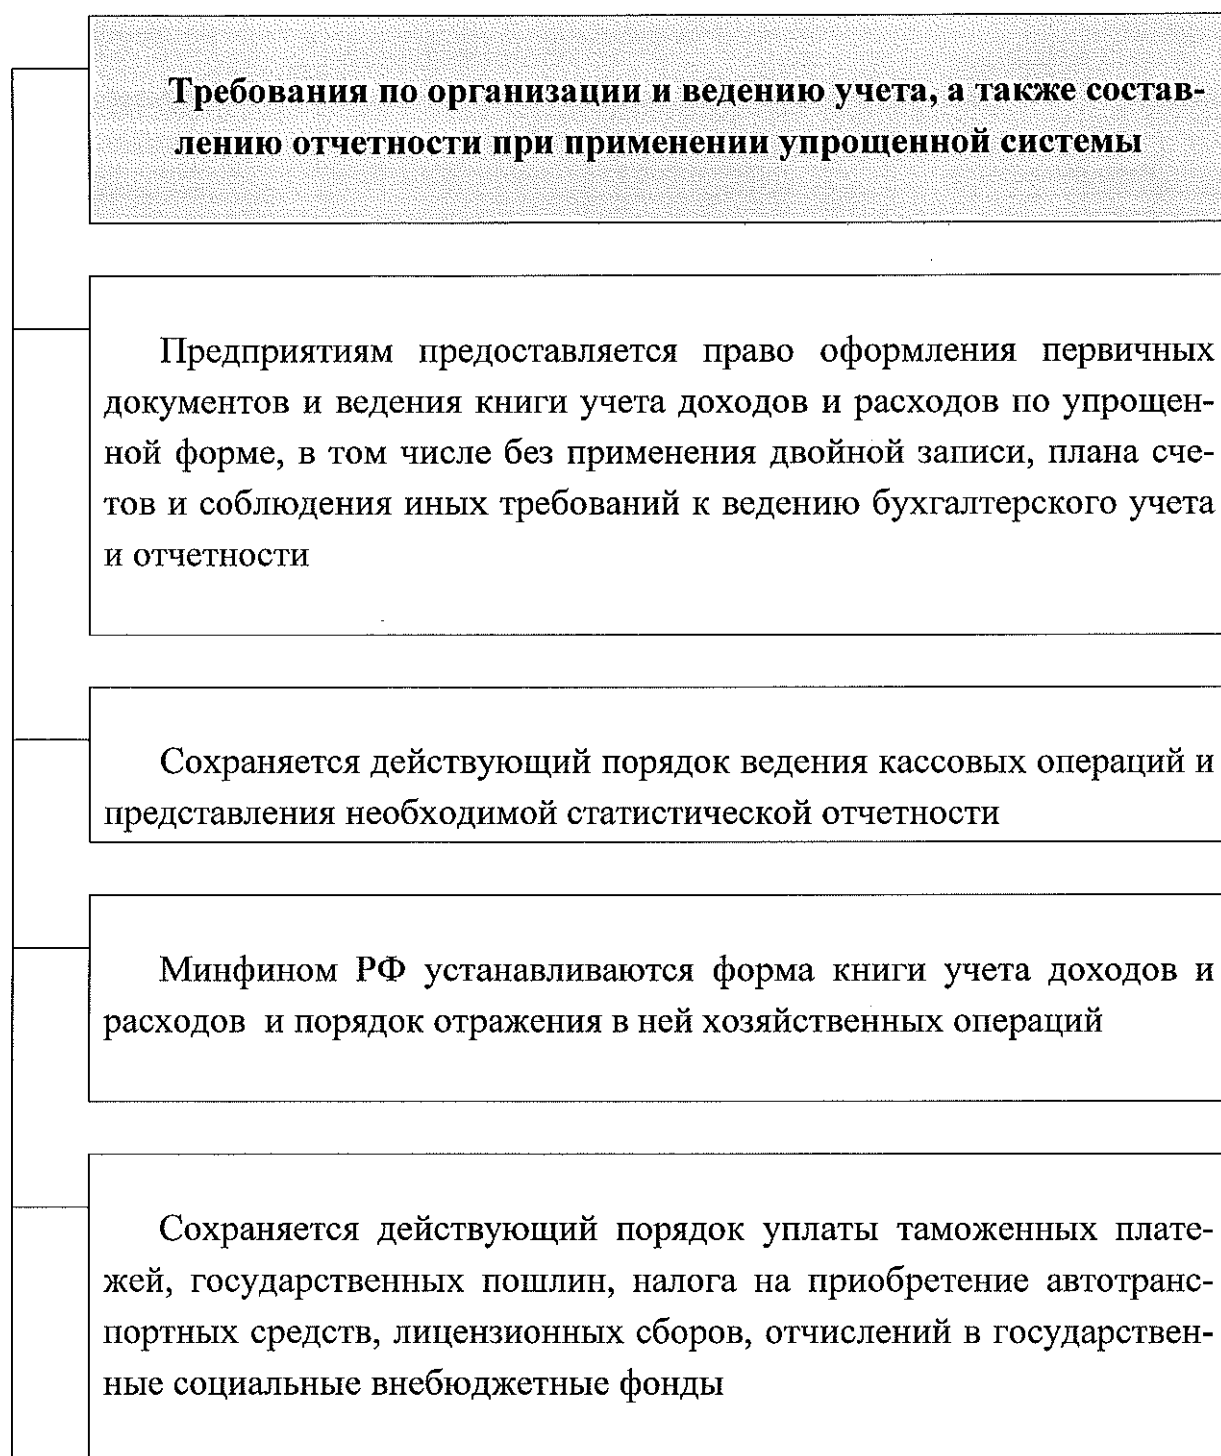 Требования по организации и ведению учета, а также состав-
лению отчетности при применении упрощенной системы
Предприятиям предоставляется право оформления первичных
документов и ведения книги учета доходов и расходов по упрощен-
ной форме, в том числе без применения двойной записи, плана сче-
тов и соблюдения иных требований к ведению бухгалтерского учета
и отчетности
Сохраняется действующий порядок ведения кассовых операций и
представления необходимой статистической отчетности
Минфином РФ устанавливаются форма книги учета доходов и
расходов и порядок отражения в ней хозяйственных операций
Сохраняется действующий порядок уплаты таможенных плате-
жей, государственных пошлин, налога на приобретение автотранс-
портных средств, лицензионных сборов, отчислений в государствен-
ные социальные внебюджетные фонды